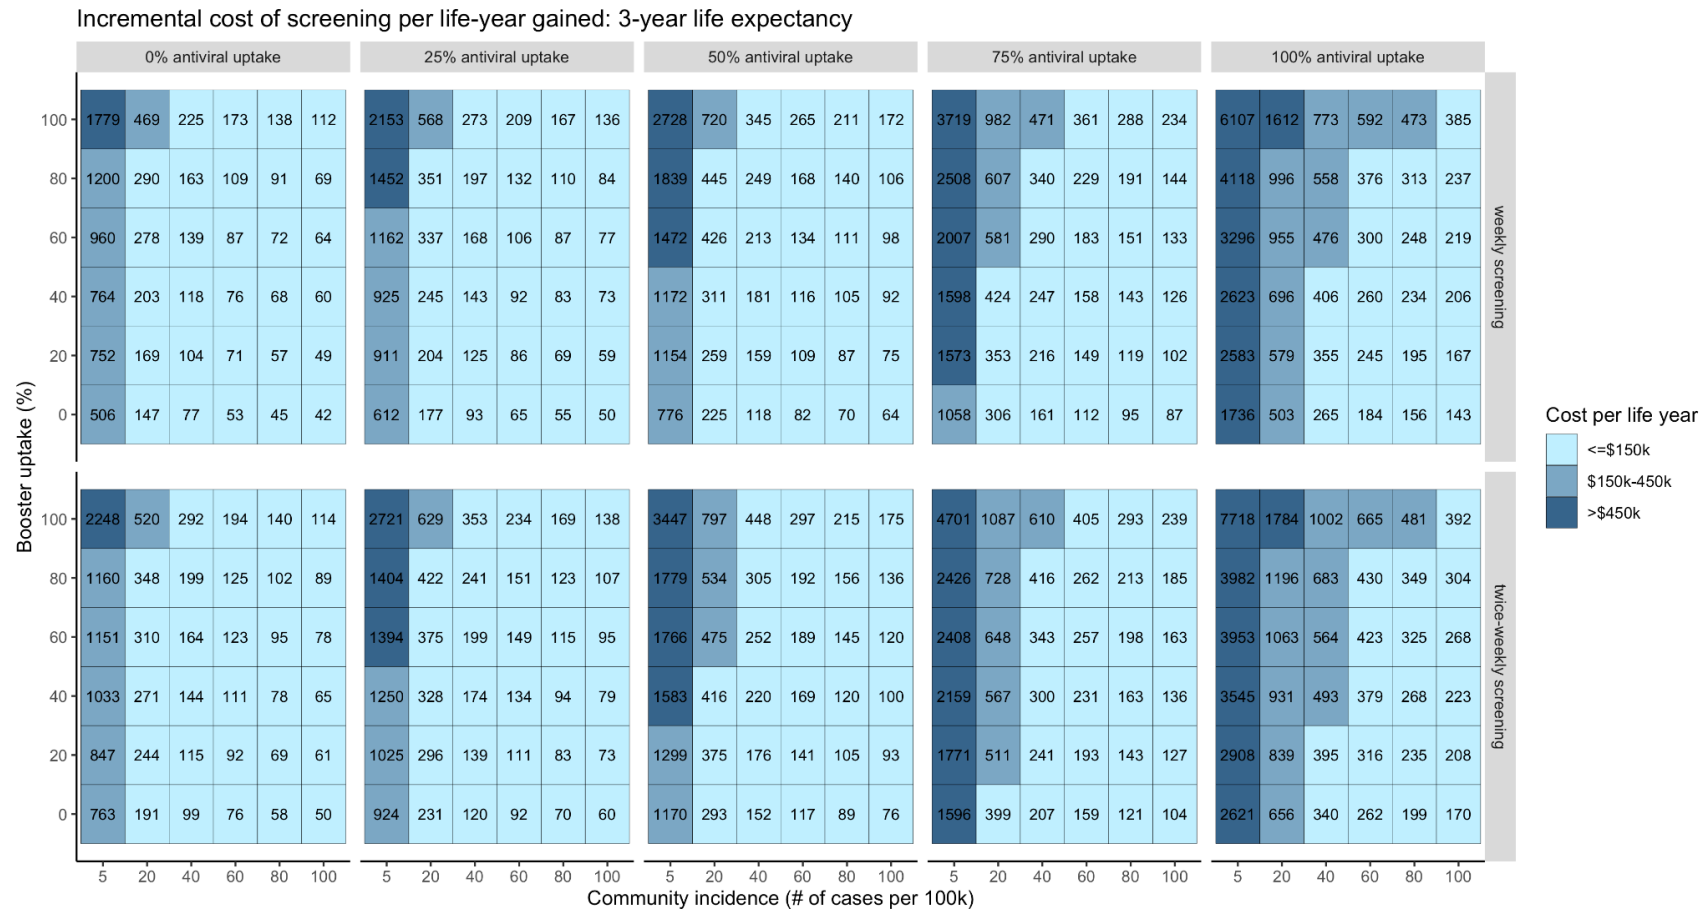 Incremental cost of screening per life-year gained: 3-year life expectancy
0% antiviral uptake 25% antiviral uptake 50% antiviral uptake 75% antiviral uptake 100% antiviral uptake
100 1779 469 225 173 138 112 2153 568 273 209 167 136 2728 720 345 265 211 172 3719 982 471 361 288 234 6107 1612 773 592 473 385
80 1200 290 163 109 91 69 1452 351 197 132 110 84 1839 445 249 168 140 106 2508 607 340 229 191 144 4118 996 558 376 313 237
60 960 278 139 87 72 64 1162 337 168 106 87 77 1472 426 213 134 111 98 2007 581 290 183 151 133 3296 955 476 300 248 219
40 764 203 118 76 68 60 925 245 143 92 83 73 1172 311 181 116 105 92 1598 424 247 158 143 126 2623 696 406 260 234 206
20 752 169 104 71 57 49 911 204 125 86 69 59 1154 259 159 109 87 75 1573 353 216 149 119 102 2583 579 355 245 195 167
0 506 147 77 53 45 42 612 177 93 65 55 50 776 225 118 82 70 64 1058 306 161 112 95 87 1736 503 265 184 156 143
weekly screening
Booster uptake (%)
100 2248 520 292 194 140 114 2721 629 353 234 169 138 3447 797 448 297 215 175 4701 1087 610 405 293 239 7718 1784 1002 665 481 392
80 1160 348 199 125 102 89 1404 422 241 151 123 107 1779 534 305 192 156 136 2426 728 416 262 213 185 3982 1196 683 430 349 304
60 1151 310 164 123 95 78 1394 375 199 149 115 95 1766 475 252 189 145 120 2408 648 343 257 198 163 3953 1063 564 423 325 268
40 1033 271 144 111 78 65 1250 328 174 134 94 79 1583 416 220 169 120 100 2159 567 300 231 163 136 3545 931 493 379 268 223
20 847 244 115 92 69 61 1025 296 139 111 83 73 1299 375 176 141 105 93 1771 511 241 193 143 127 2908 839 395 316 235 208
0 763 191 99 76 58 50 924 231 120 92 70 60 1170 293 152 117 89 76 1596 399 207 159 121 104 2621 656 340 262 199 170
twice-weekly screening
5 20 40 60 80 100 5 20 40 60 80 100 5 20 40 60 80 100 5 20 40 60 80 100 5 20 40 60 80 100
Community incidence (# of cases per 100k)
Cost per life year
<=$150k
$150k-450k
>$450k